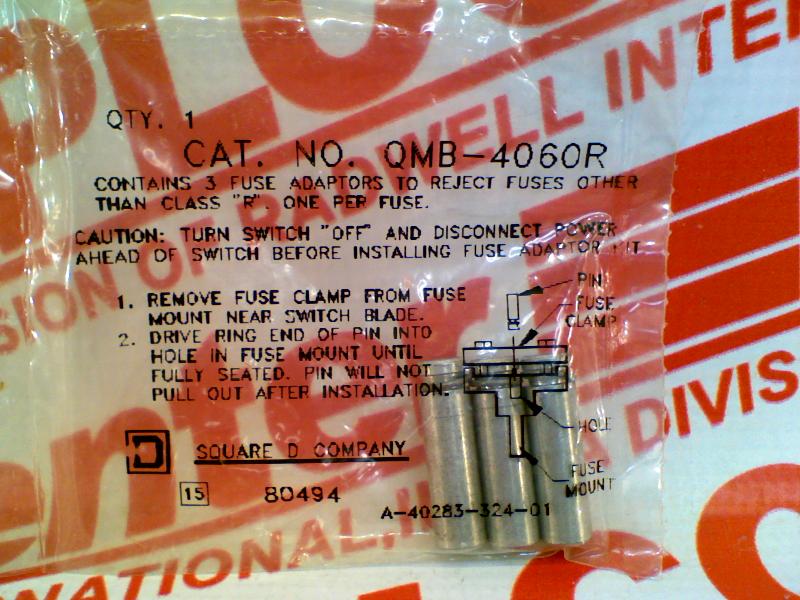 QTY. 1
CAT. NO. QMB-4060R
CONTAINS 3 FUSE ADAPTORS TO REJECT FUSES OTHER
THAN CLASS "R". ONE PER FUSE.
CAUTION: TURN SWITCH "OFF" AND DISCONNECT POWER
AHEAD OF SWITCH BEFORE INSTALLING FUSE ADAPTOR KIT
1. REMOVE FUSE CLAMP FROM FUSE
MOUNT NEAR SWITCH BLADE.
2. DRIVE RING END OF PIN INTO
HOLE IN FUSE MOUNT UNTIL
FULLY SEATED. PIN WILL NOT
PULL OUT AFTER INSTALLATION.
PIN
FUSE
CLAMP
HOLE
FUSE
MOUNT
D SQUARE D COMPANY
15 80494
A-40283-324-01
SION OF RADWELL INTER
DIVIS
NATIONAL, IN